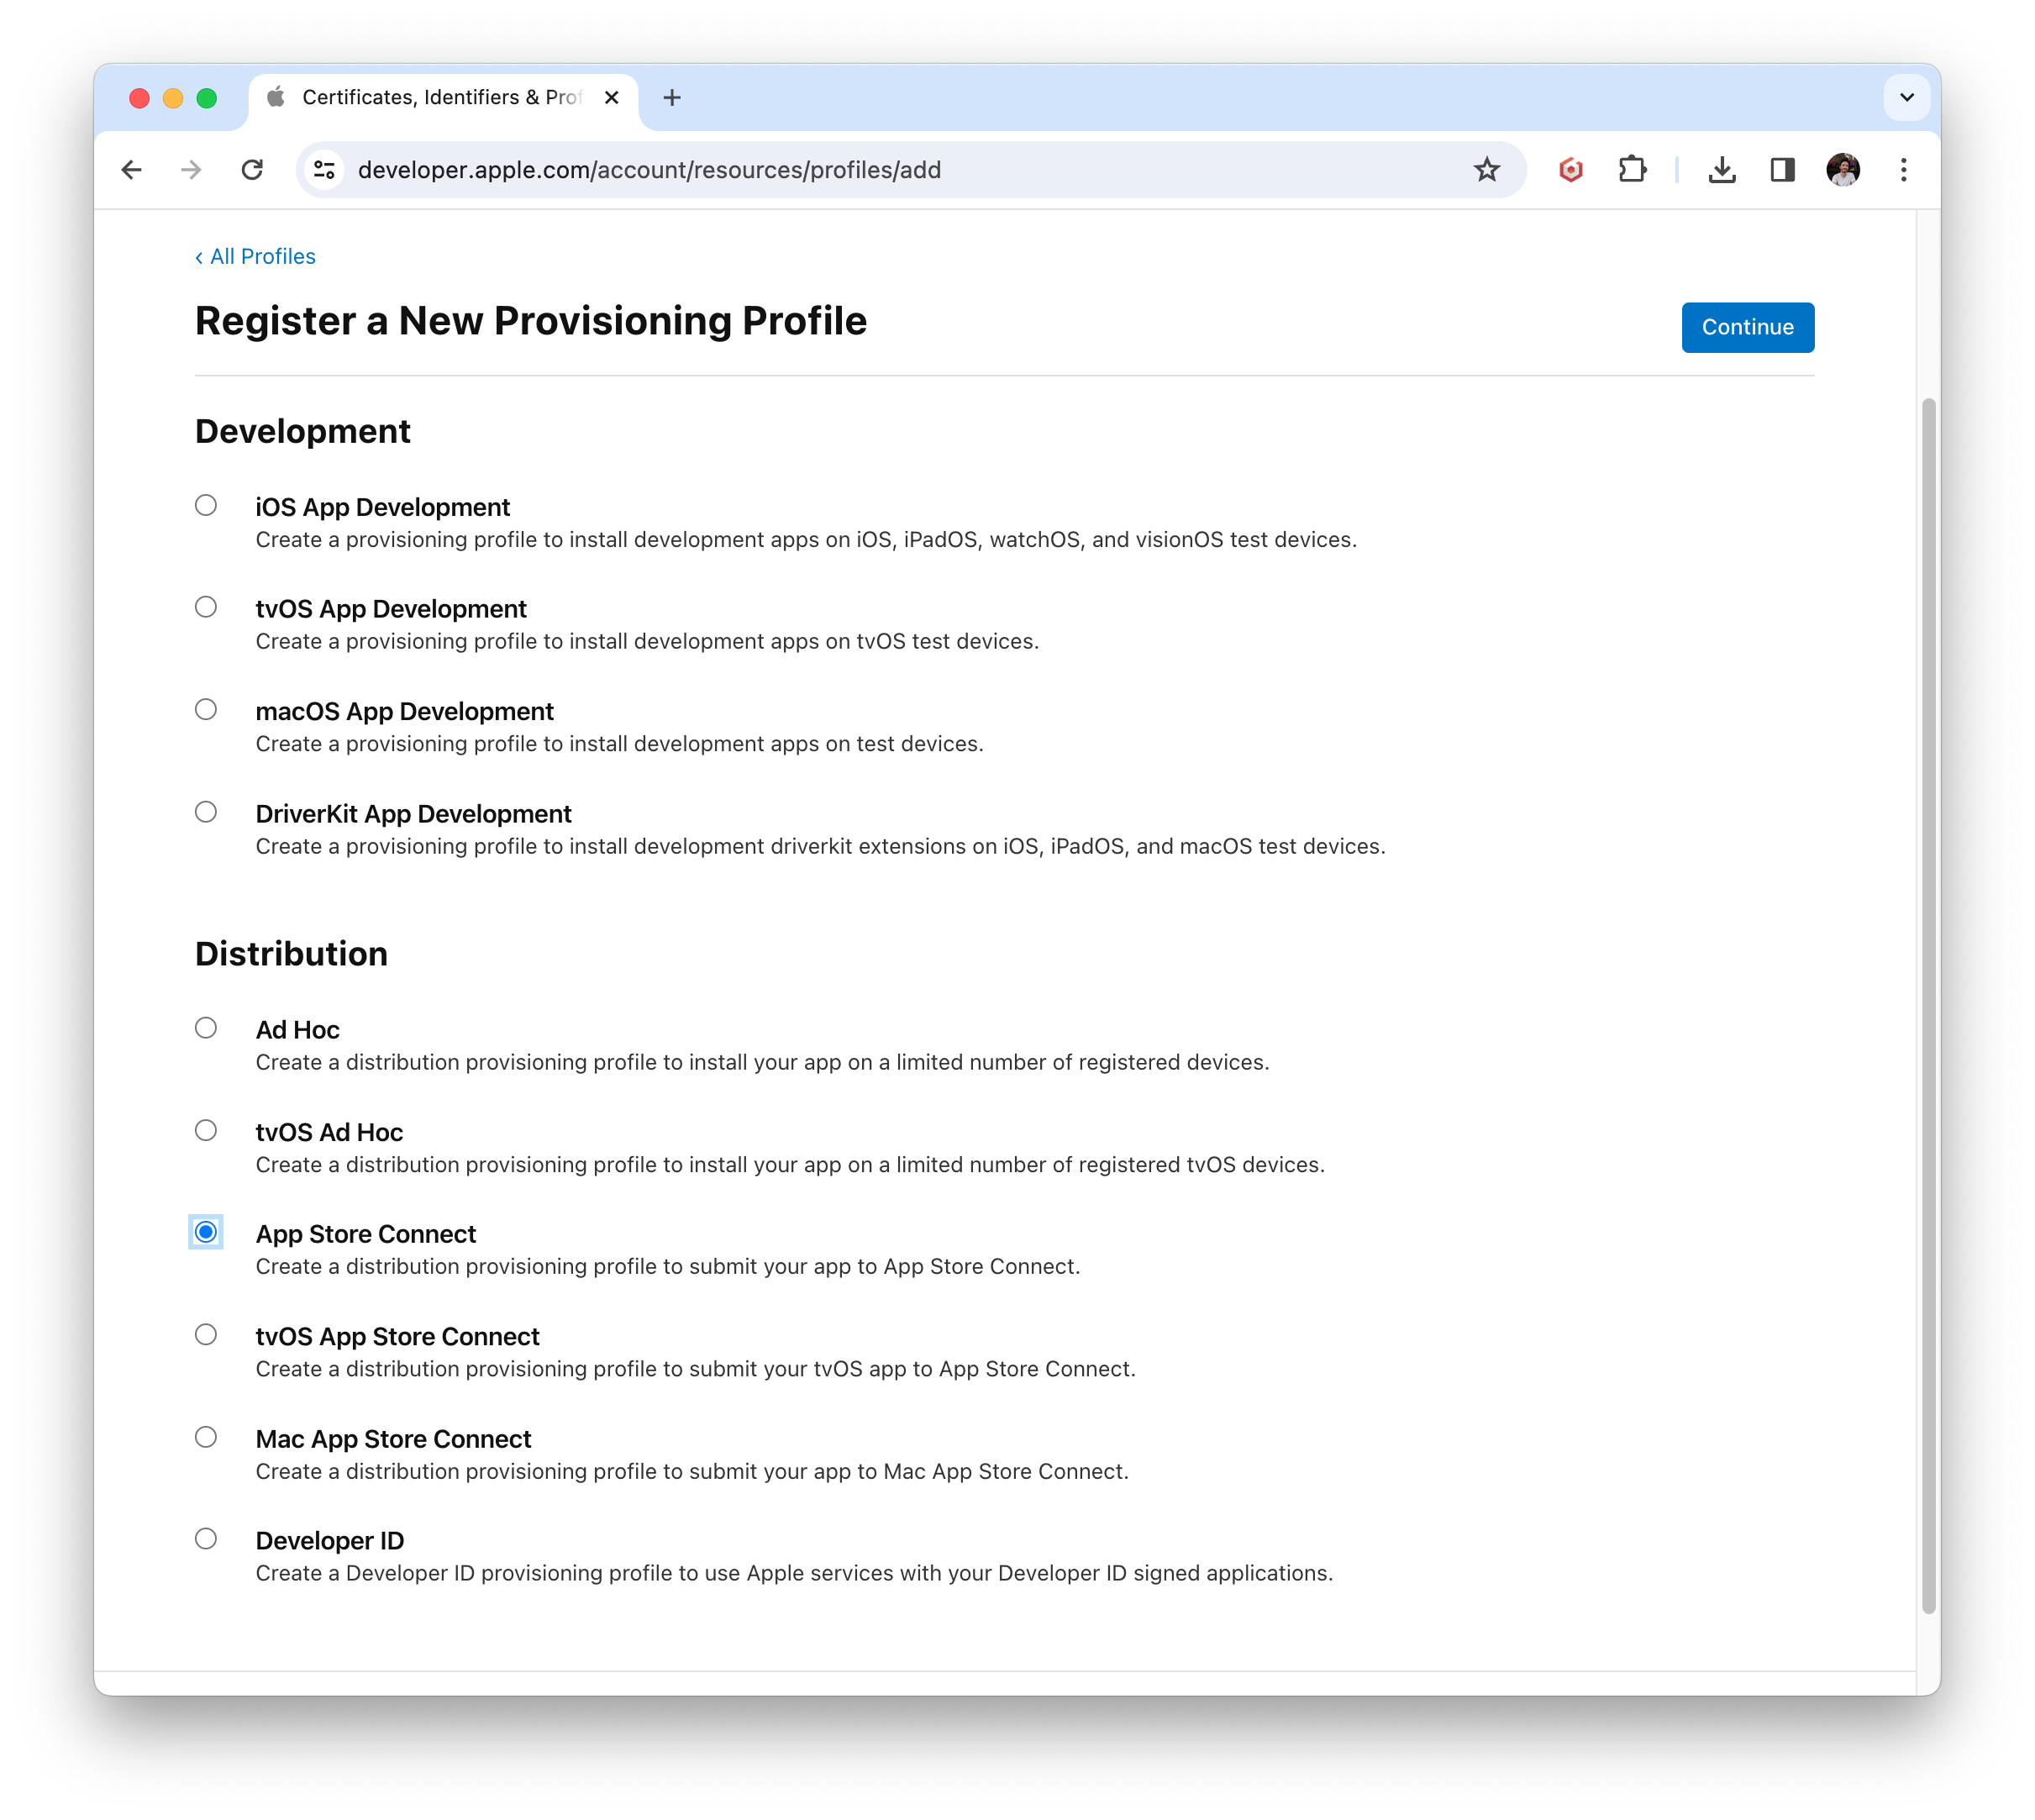 Certificates, Identifiers & Prof
developer.apple.com/account/resources/profiles/add
‹ All Profiles
Register a New Provisioning Profile
Continue
Development
iOS App Development
Create a provisioning profile to install development apps on iOS, iPadOS, watchOS, and visionOS test devices.
tvOS App Development
Create a provisioning profile to install development apps on tvOS test devices.
macOS App Development
Create a provisioning profile to install development apps on test devices.
DriverKit App Development
Create a provisioning profile to install development driverkit extensions on iOS, iPadOS, and macOS test devices.
Distribution
Ad Hoc
Create a distribution provisioning profile to install your app on a limited number of registered devices.
tvOS Ad Hoc
Create a distribution provisioning profile to install your app on a limited number of registered tvOS devices.
App Store Connect
Create a distribution provisioning profile to submit your app to App Store Connect.
tvOS App Store Connect
Create a distribution provisioning profile to submit your tvOS app to App Store Connect.
Mac App Store Connect
Create a distribution provisioning profile to submit your app to Mac App Store Connect.
Developer ID
Create a Developer ID provisioning profile to use Apple services with your Developer ID signed applications.